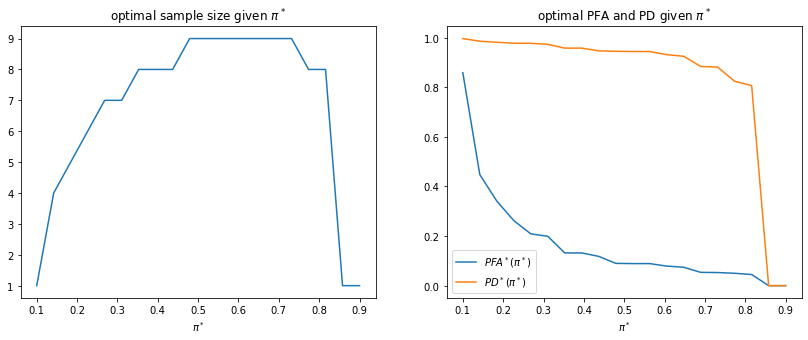 optimal sample size given π*
9
8
7
6
5
4
3
2
1
0.1 0.2 0.3 0.4 0.5 0.6 0.7 0.8 0.9
π*
optimal PFA and PD given π*
1.0
0.8
0.6
0.4
0.2
0.0
PFA*(π*)
PD*(π*)
0.1 0.2 0.3 0.4 0.5 0.6 0.7 0.8 0.9
π*